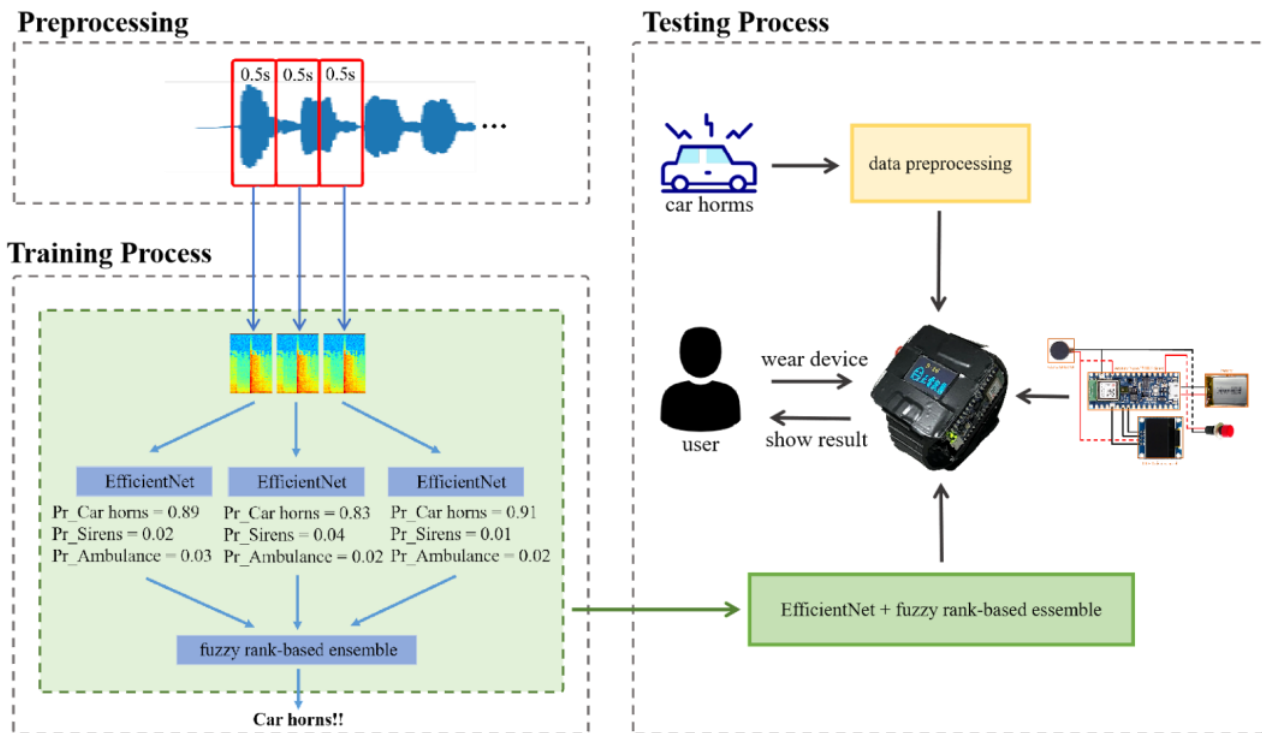 Preprocessing
0.5s 0.5s 0.5s
...
Training Process
EfficientNet
Pr_Car horns = 0.89
Pr_Sirens = 0.02
Pr_Ambulance = 0.03
EfficientNet
Pr_Car horns = 0.83
Pr_Sirens = 0.04
Pr_Ambulance = 0.02
EfficientNet
Pr_Car horns = 0.91
Pr_Sirens = 0.01
Pr_Ambulance = 0.02
fuzzy rank-based ensemble
Car horns!!
Testing Process
car horms
data preprocessing
user
wear device
show result
EfficientNet + fuzzy rank-based essemble